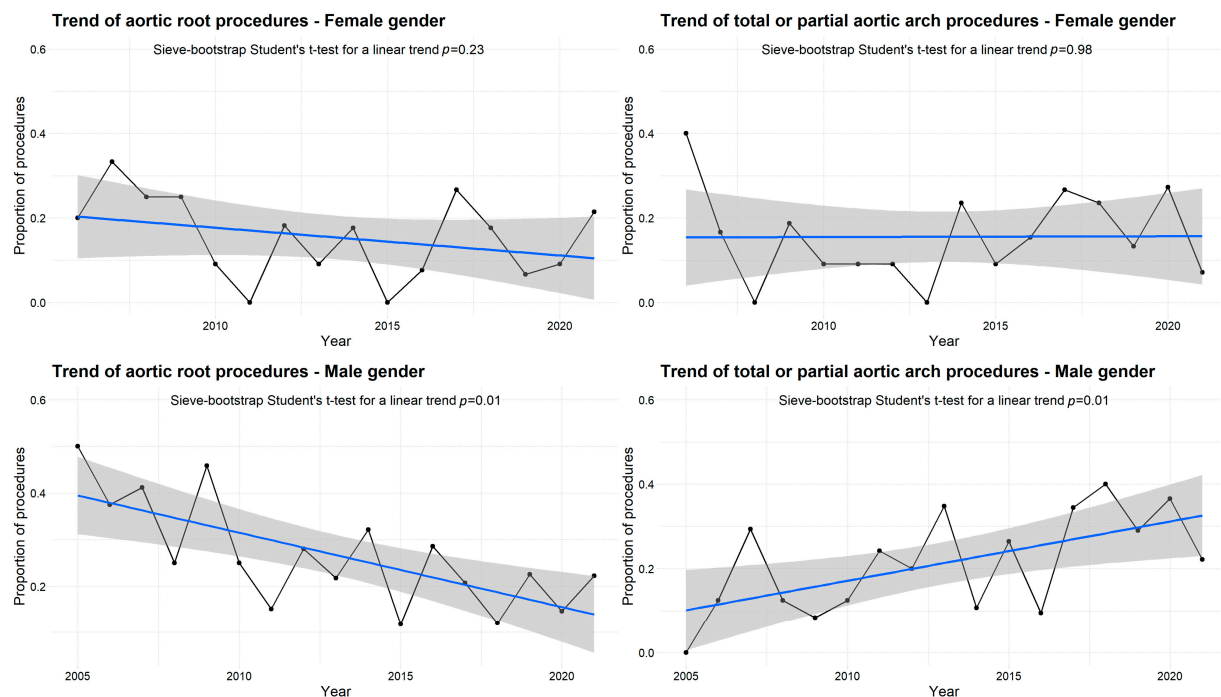 Trend of aortic root procedures - Female gender
Sieve-bootstrap Student's t-test for a linear trend p=0.23
Proportion of procedures
0.6
0.4
0.2
0.0
2010
2015
2020
Year
Trend of total or partial aortic arch procedures - Female gender
Sieve-bootstrap Student's t-test for a linear trend p=0.98
Proportion of procedures
0.6
0.4
0.2
0.0
2010
2015
2020
Year
Trend of aortic root procedures - Male gender
Sieve-bootstrap Student's t-test for a linear trend p=0.01
Proportion of procedures
0.6
0.4
0.2
2005
2010
2015
2020
Year
Trend of total or partial aortic arch procedures - Male gender
Sieve-bootstrap Student's t-test for a linear trend p=0.01
Proportion of procedures
0.6
0.4
0.2
0.0
2005
2010
2015
2020
Year